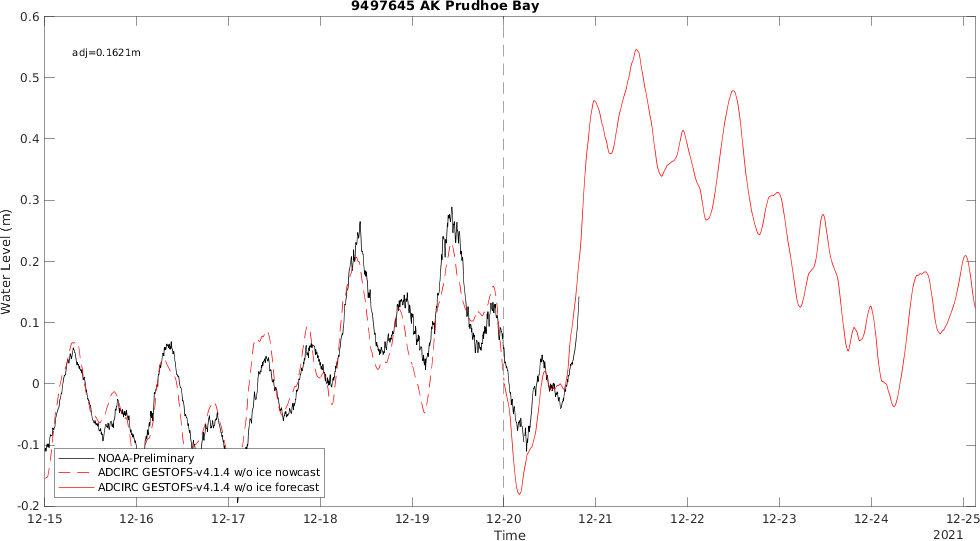 9497645 AK Prudhoe Bay
adj=0.1621m
0.6
0.5
0.4
0.3
0.2
0.1
0
-0.1
-0.2
Water Level (m)
NOAA-Preliminary
ADCIRC GESTOFS-v4.1.4 w/o ice nowcast
ADCIRC GESTOFS-v4.1.4 w/o ice forecast
12-15 12-16 12-17 12-18 12-19 12-20 12-21 12-22 12-23 12-24 12-25
Time
2021